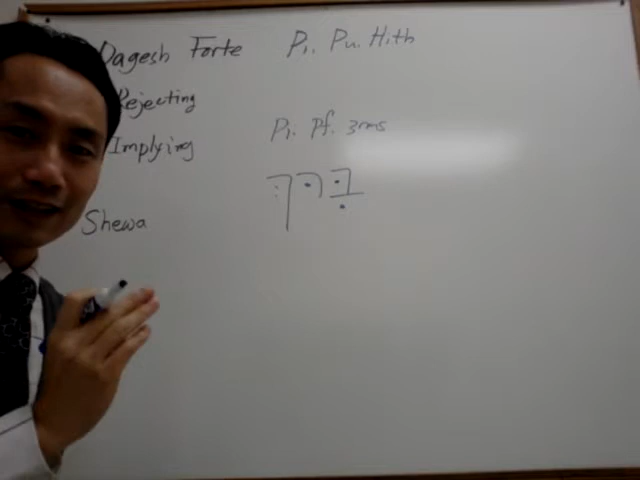 Dagesh Forte Pi. Pu. Hith
Rejecting
Implying Pi. Pf. 3ms
Shewa